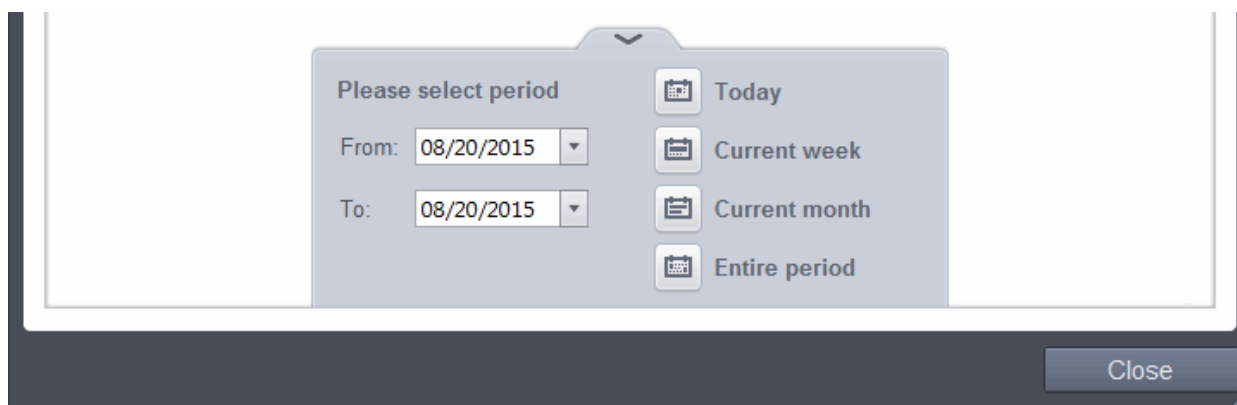 Please select period
From: 08/20/2015
To: 08/20/2015
Today
Current week
Current month
Entire period
Close